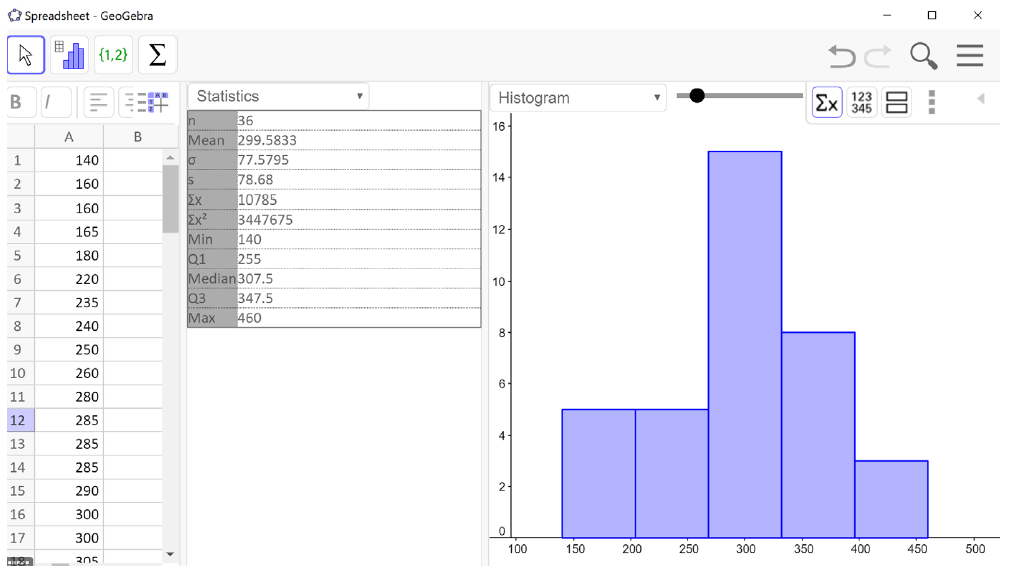 Spreadsheet - GeoGebra
{1,2} Σ
B I
A B
1 140
2 160
3 160
4 165
5 180
6 220
7 235
8 240
9 250
10 260
11 280
12 285
13 285
14 285
15 290
16 300
17 300
18 305
Statistics
n 36
Mean 299.5833
σ 77.5795
s 78.68
Σx 10785
Σx² 3447675
Min 140
Q1 255
Median 307.5
Q3 347.5
Max 460
Histogram
Σx 123
345
16
14
12
10
8
6
4
2
0
100 150 200 250 300 350 400 450 500